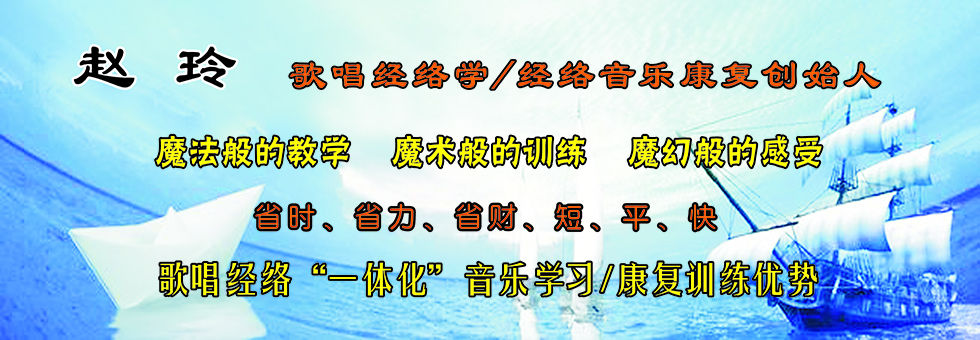 赵 玲 歌唱经络学/经络音乐康复创始人
魔法般的教学 魔术般的训练 魔幻般的感受
省时、省力、省财、短、平、快
歌唱经络“一体化”音乐学习/康复训练优势